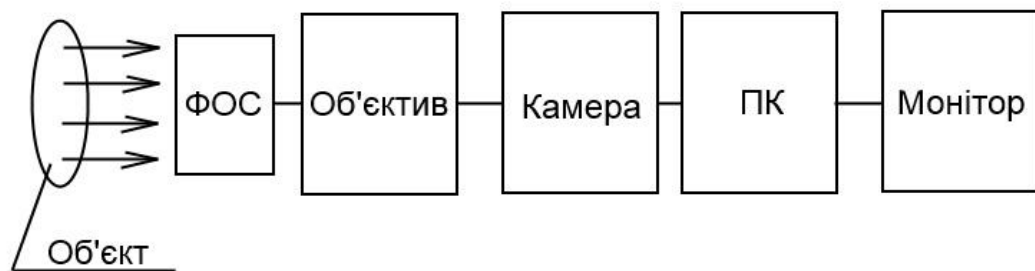 ФОС
Об'єктив
Камера
ПК
Монітор
Об'єкт